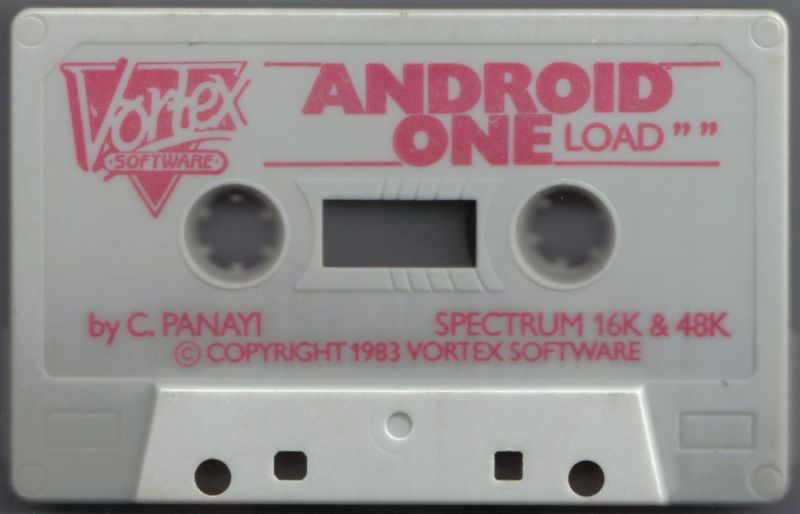 Vortex
SOFTWARE
ANDROID
ONE LOAD ” ”
by C. PANAYI
SPECTRUM 16K & 48K
© COPYRIGHT 1983 VORTEX SOFTWARE